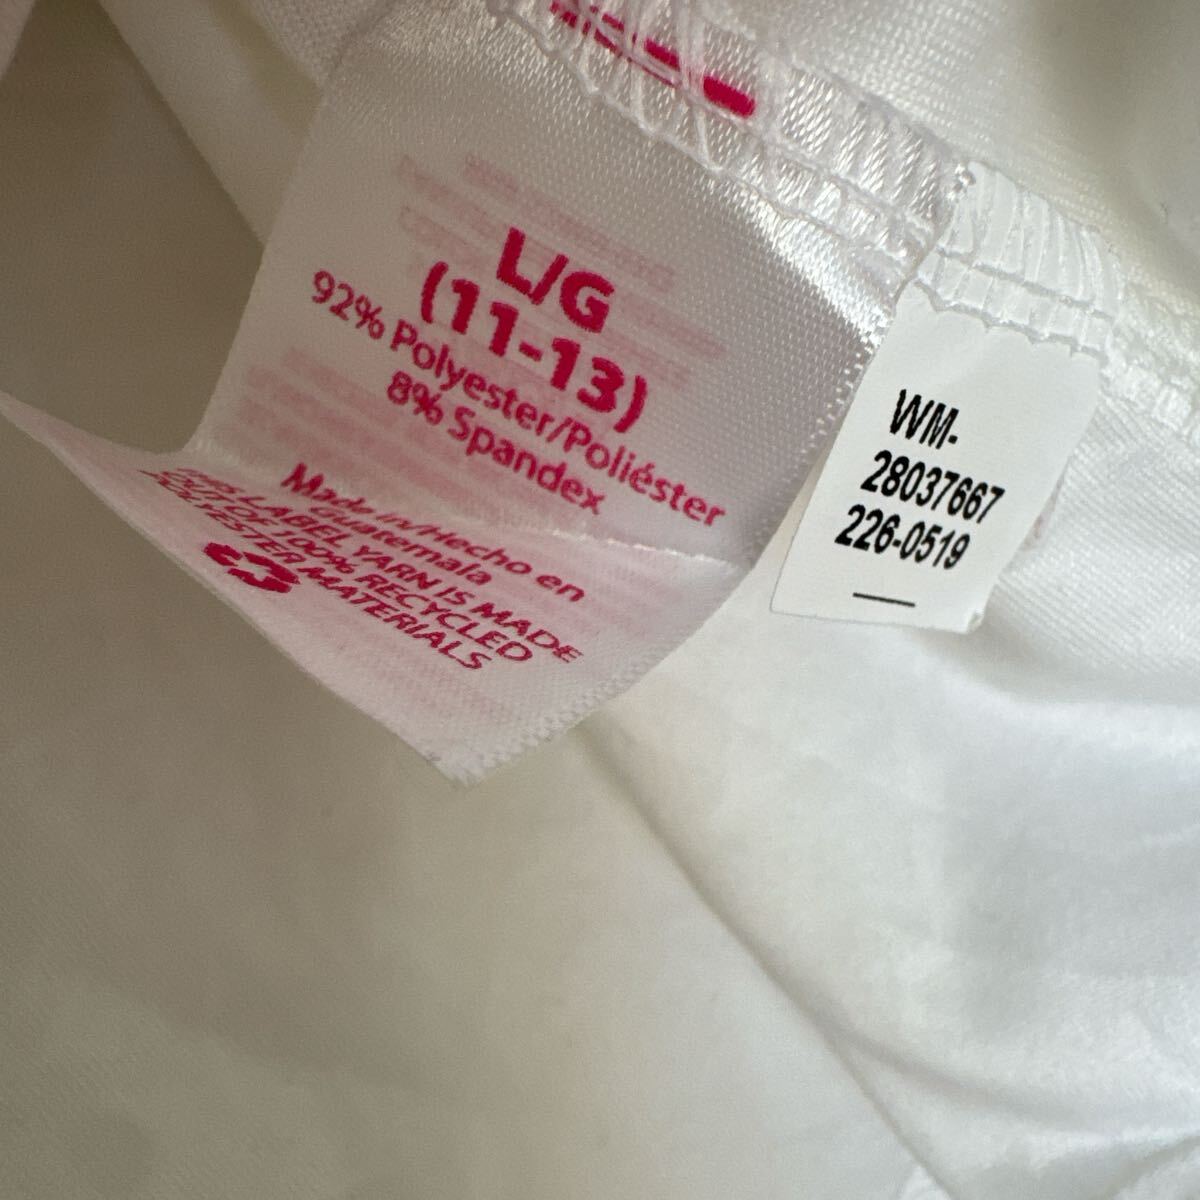 L/G
(11-13)
92% Polyester/Poliéster
8% Spandex
Made in/Hecho en
Guatemala
THIS LABEL YARN IS MADE
OUT OF 100% RECYCLED
MATERIALS
WM-
28037667
226-0519